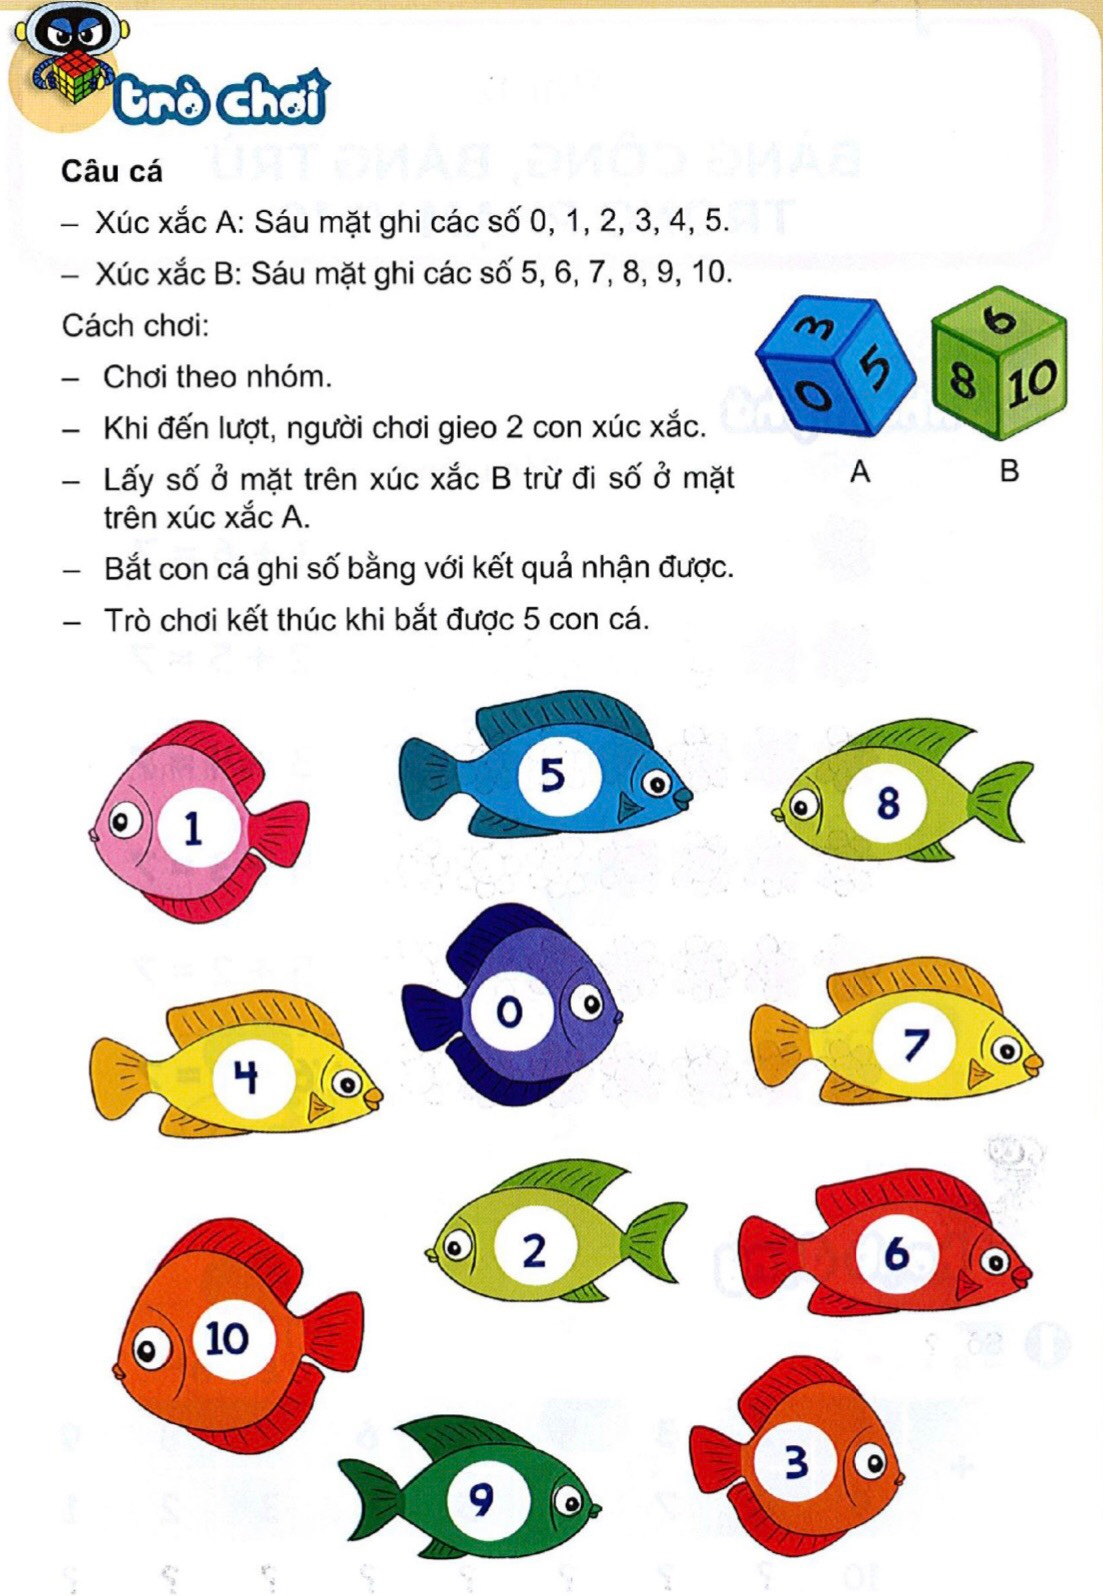 trò chơi
Câu cá
– Xúc xắc A: Sáu mặt ghi các số 0, 1, 2, 3, 4, 5.
– Xúc xắc B: Sáu mặt ghi các số 5, 6, 7, 8, 9, 10.
Cách chơi:
– Chơi theo nhóm.
– Khi đến lượt, người chơi gieo 2 con xúc xắc.
– Lấy số ở mặt trên xúc xắc B trừ đi số ở mặt
trên xúc xắc A.
– Bắt con cá ghi số bằng với kết quả nhận được.
– Trò chơi kết thúc khi bắt được 5 con cá.
3
0 5
6
8 10
A B
1 5 8
4 0 7
10 2 6
9 3